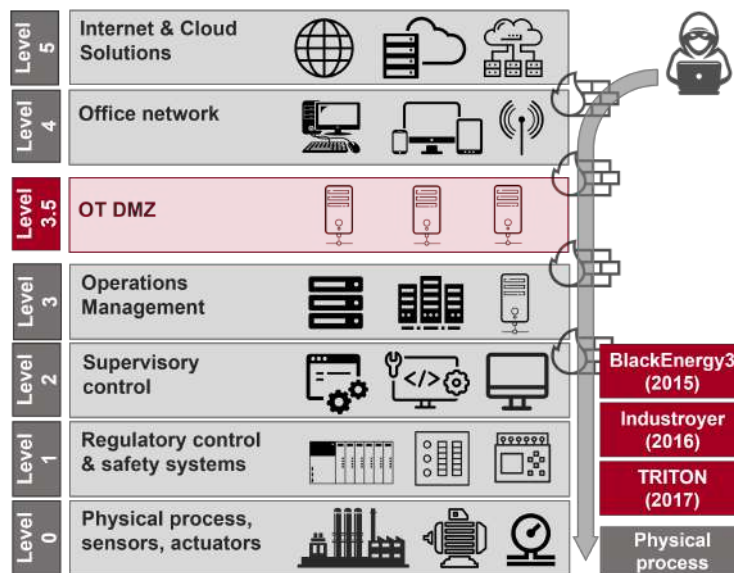 Level
5
Internet & Cloud
Solutions
Level
4
Office network
Level
3.5
OT DMZ
Level
3
Operations
Management
Level
2
Supervisory
control
</>
BlackEnergy3
(2015)
Level
1
Regulatory control
& safety systems
Industroyer
(2016)
TRITON
(2017)
Level
0
Physical process,
sensors, actuators
Physical
process